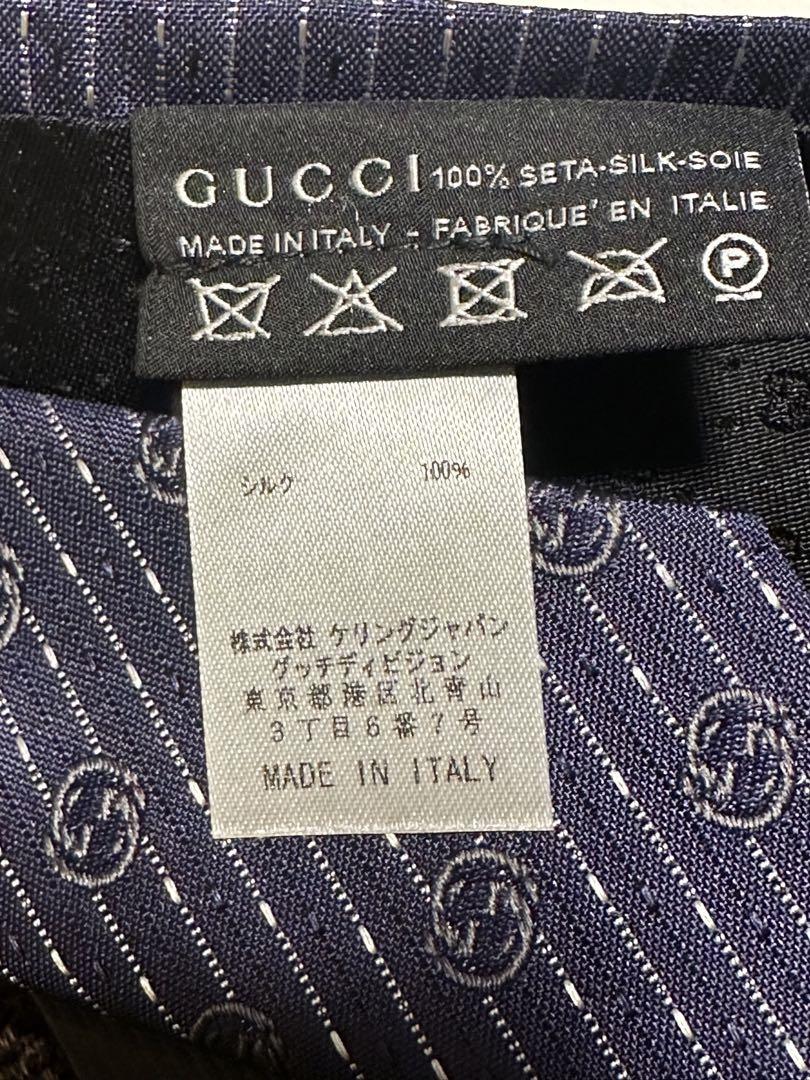 GUCCI 100% SETA-SILK-SOIE
MADE IN ITALY - FABRIQUE' EN ITALIE
P
シルク 100%
株式会社 ケリングジャパン
グッチディビジョン
東京都港区北青山
3丁目6番7号
MADE IN ITALY